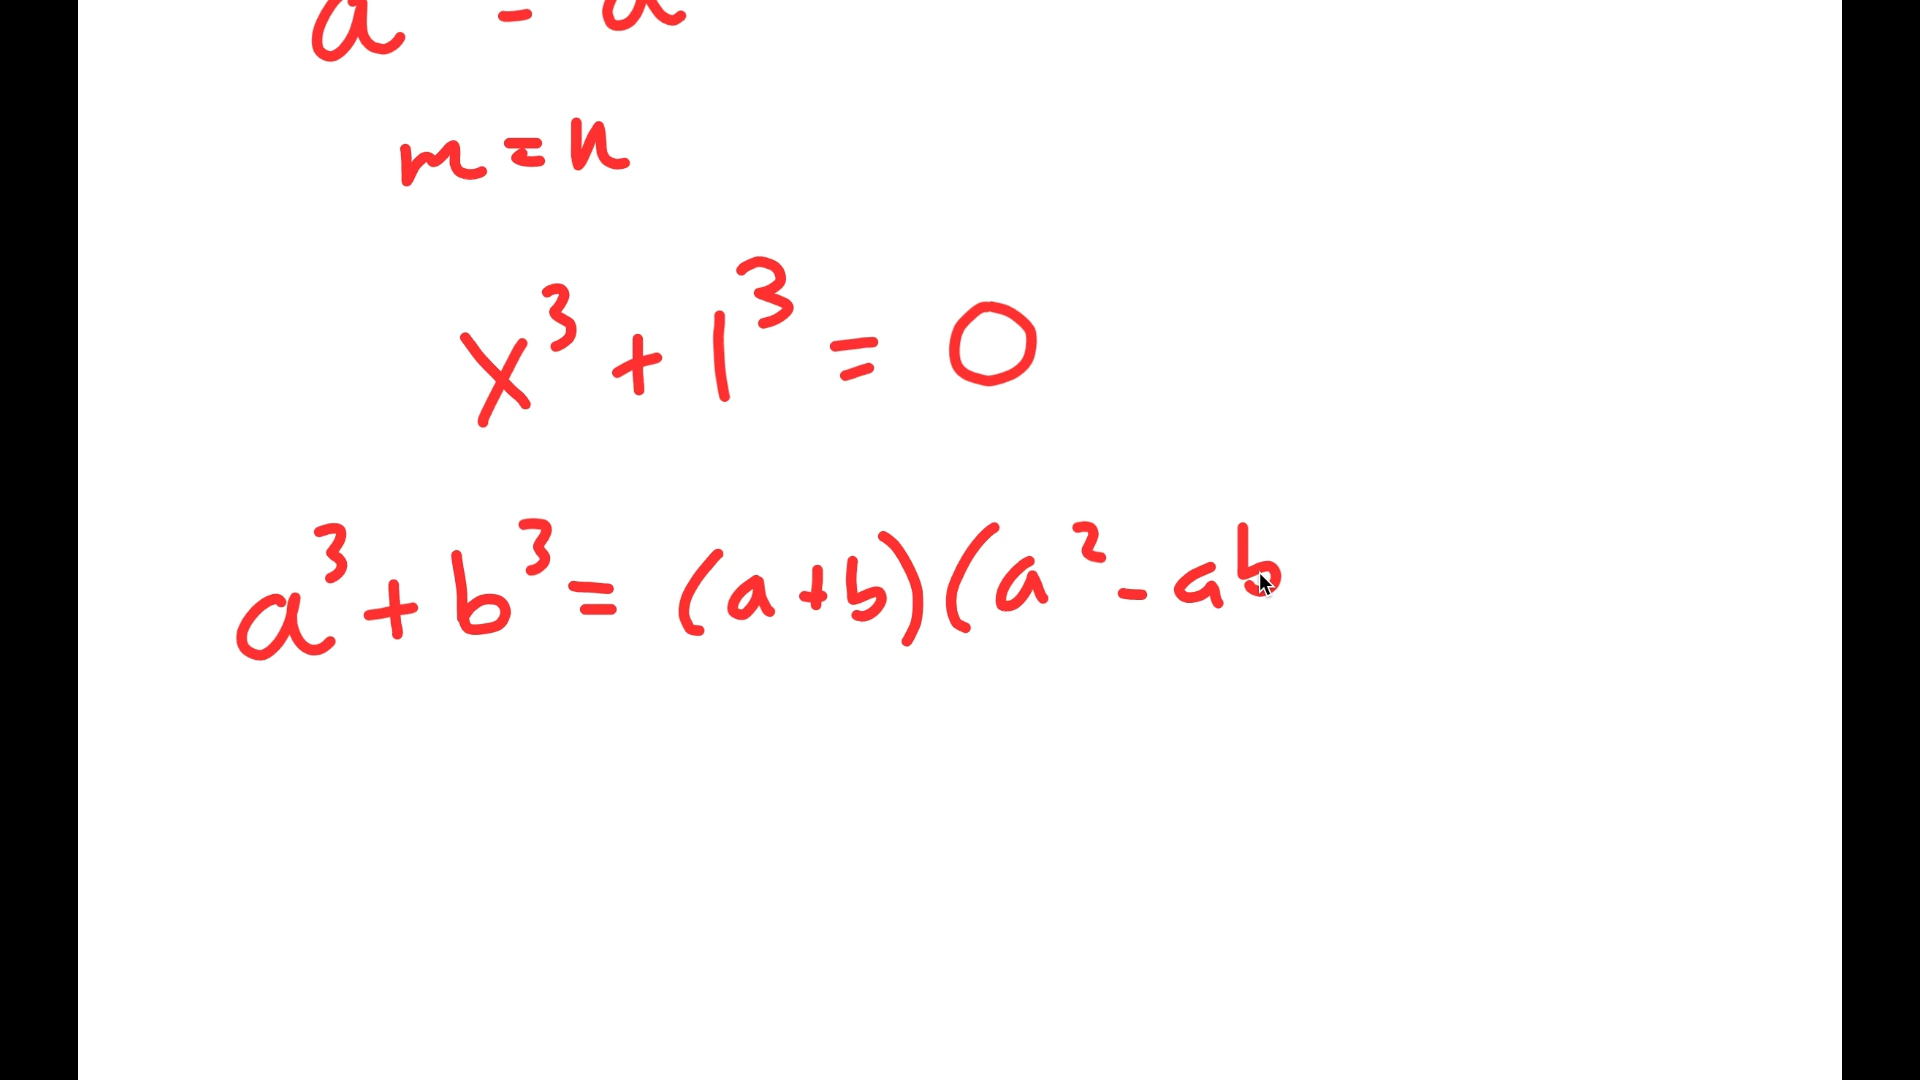 a = a
m = n
x³ + 1³ = 0
a³ + b³ = (a + b)(a² - ab